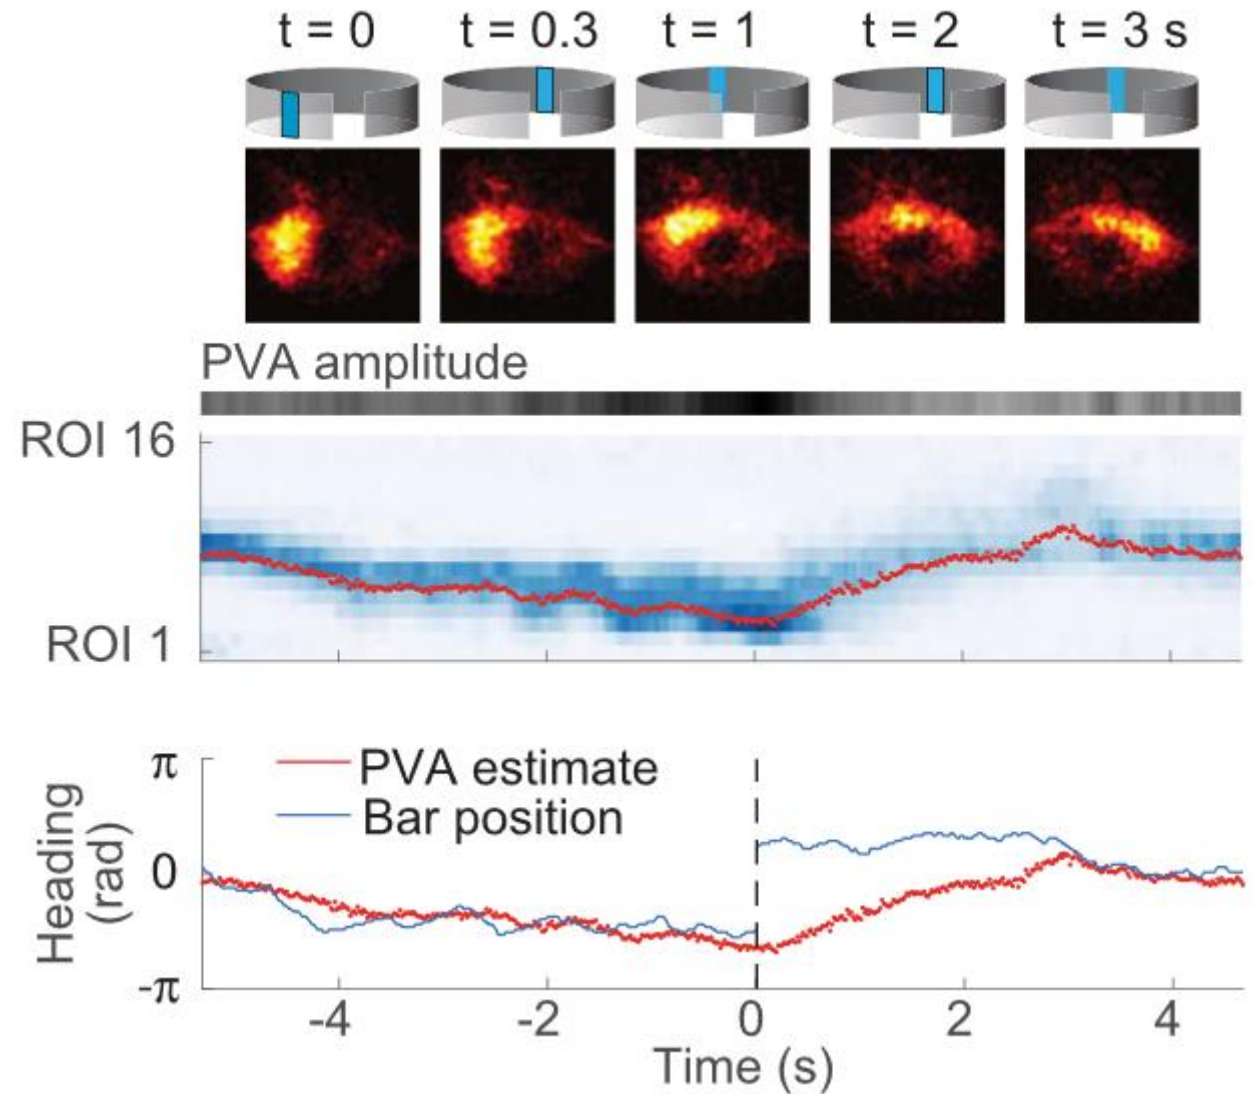 t = 0 t = 0.3 t = 1 t = 2 t = 3 s
PVA amplitude
ROI 16
ROI 1
π
0
-π
Heading
(rad)
PVA estimate
Bar position
-4 -2 0 2 4
Time (s)